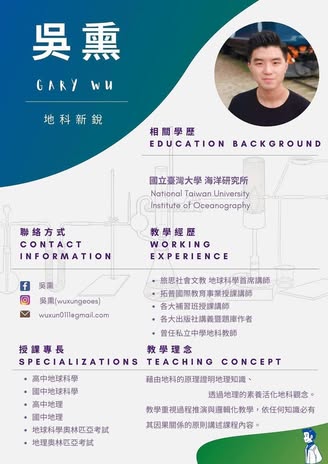 吳熏
GARY WU
地科新銳
相關學歷
EDUCATION BACKGROUND
國立臺灣大學 海洋研究所
National Taiwan University
Institute of Oceanography
聯絡方式
CONTACT
INFORMATION
吳熏
吳熏(wuxungeoes)
wuxun0111@gmail.com
教學經歷
WORKING
EXPERIENCE
旅思社會文教 地球科學首席講師
拓普國際教育事業授課講師
各大補習班授課講師
各大出版社講義暨題庫作者
曾任私立中學地科教師
授課專長
SPECIALIZATIONS
高中地球科學
國中地球科學
高中地理
國中地理
地球科學奧林匹亞考試
地理奧林匹亞考試
教學理念
TEACHING CONCEPT
藉由地科的原理證明地理知識、
透過地理的素養活化地科觀念。
教學重視過程推演與邏輯化教學，依任何知識必有
其因果關係的原則講述課程內容。